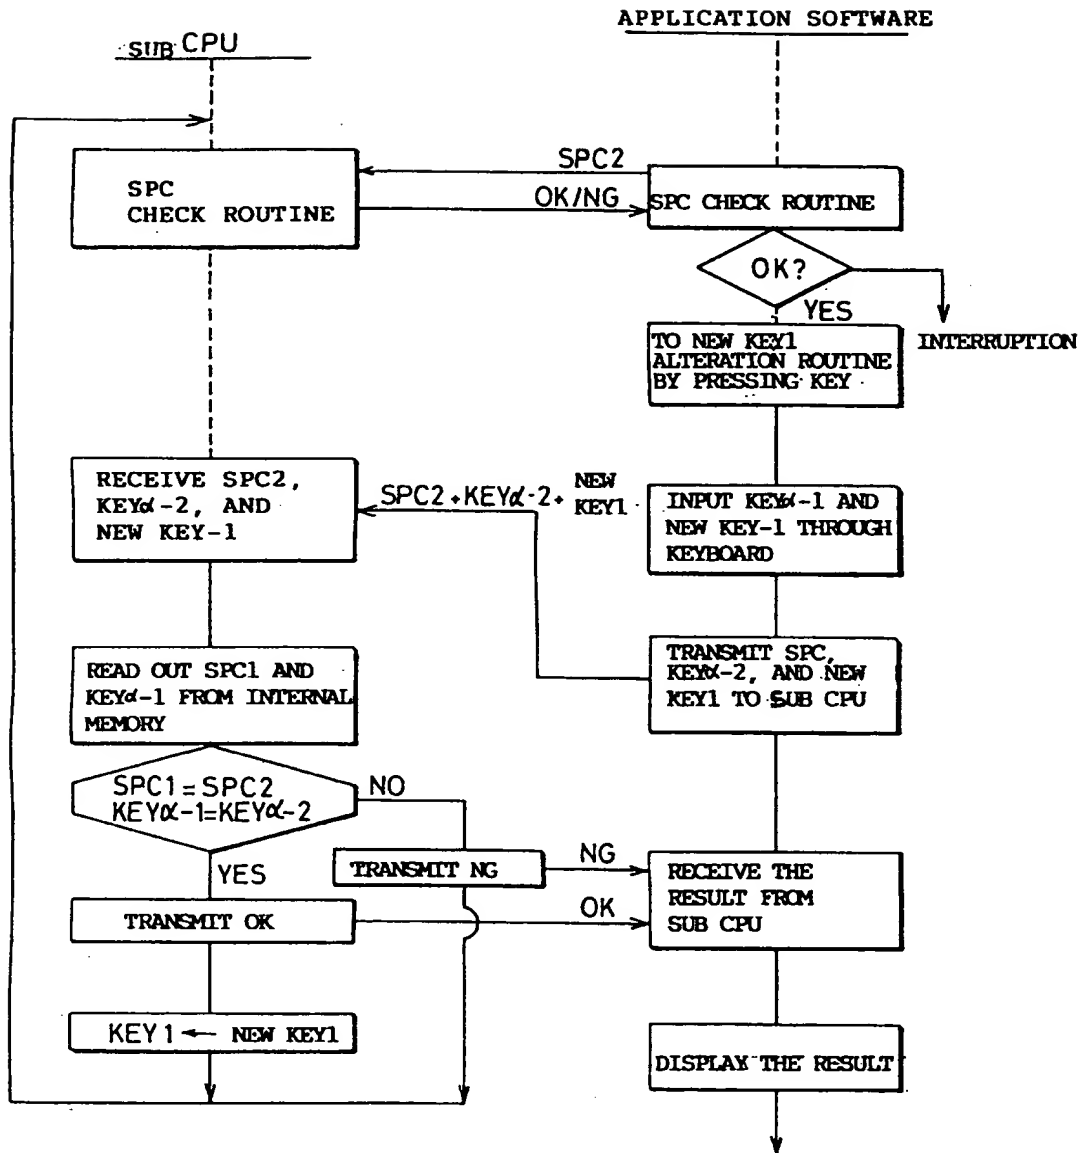 APPLICATION SOFTWARE
SUB CPU
SPC
CHECK ROUTINE
SPC2
OK/NG
SPC CHECK ROUTINE
OK?
YES
INTERRUPTION
TO NEW KEY1
ALTERATION ROUTINE
BY PRESSING KEY
RECEIVE SPC2,
KEYα-2, AND
NEW KEY-1
SPC2+KEYα-2+ NEW
KEY1
INPUT KEYα-1 AND
NEW KEY-1 THROUGH
KEYBOARD
READ OUT SPC1 AND
KEYα-1 FROM INTERNAL
MEMORY
TRANSMIT SPC,
KEYα-2, AND NEW
KEY1 TO SUB CPU
SPC1=SPC2
KEYα-1=KEYα-2
NO
YES
TRANSMIT NG
NG
TRANSMIT OK
OK
RECEIVE THE
RESULT FROM
SUB CPU
KEY1 ← NEW KEY1
DISPLAY THE RESULT